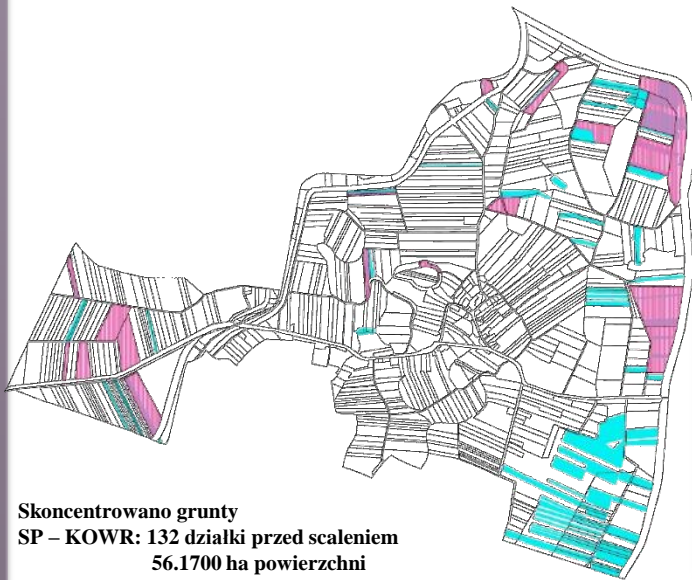 Skoncentrowano grunty
SP – KOWR: 132 działki przed scaleniem
56.1700 ha powierzchni